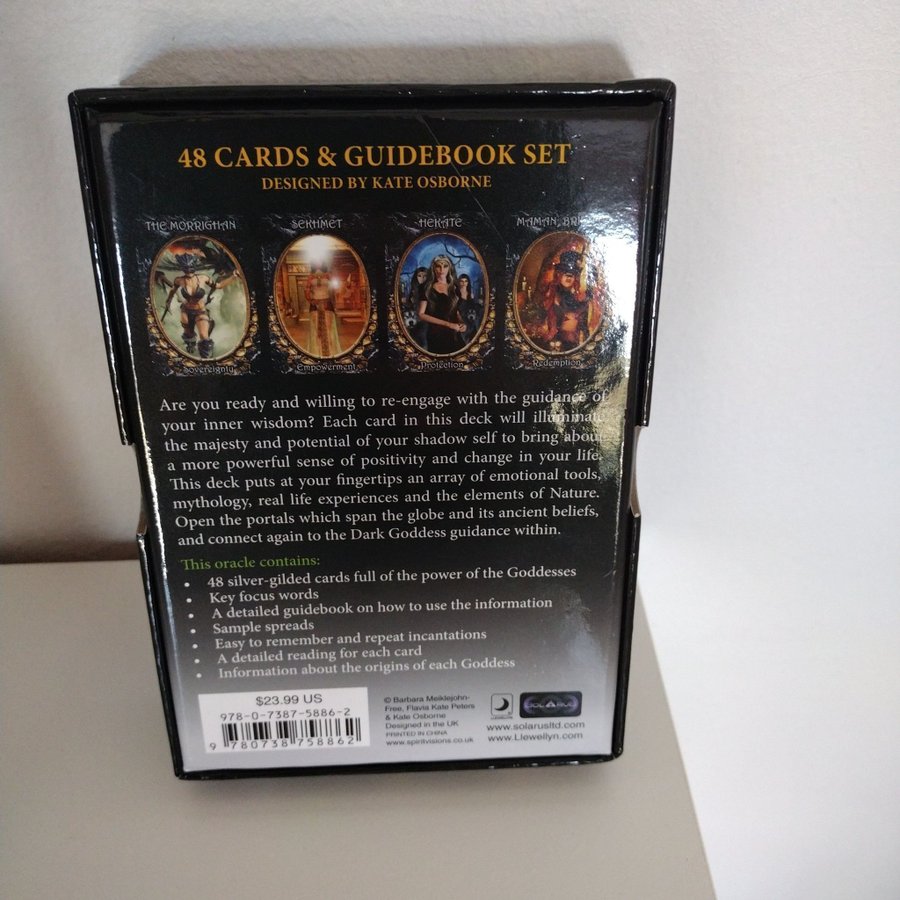 48 CARDS & GUIDEBOOK SET
DESIGNED BY KATE OSBORNE
THE MORRIGHAN
SEKHMET
HEKATE
MAMAN
Sovereignty
Empowerment
Protection
Redemption
Are you ready and willing to re-engage with the guidance of
your inner wisdom? Each card in this deck will illuminate
the majesty and potential of your shadow self to bring about
a more powerful sense of positivity and change in your life.
This deck puts at your fingertips an array of emotional tools,
mythology, real life experiences and the elements of Nature.
Open the portals which span the globe and its ancient beliefs,
and connect again to the Dark Goddess guidance within.
This oracle contains:
• 48 silver-gilded cards full of the power of the Goddesses
• Key focus words
• A detailed guidebook on how to use the information
• Sample spreads
• Easy to remember and repeat incantations
• A detailed reading for each card
• Information about the origins of each Goddess
$23.99 US
978-0-7387-5886-2
9 780738 758862
© Barbara Meiklejohn-
Free, Flavia Kate Peters
& Kate Osborne
Designed in the UK
PRINTED IN CHINA
www.spiritvisions.co.uk
LLEWELLYN
SOLARUS
www.solarusltd.com
www.Llewellyn.com